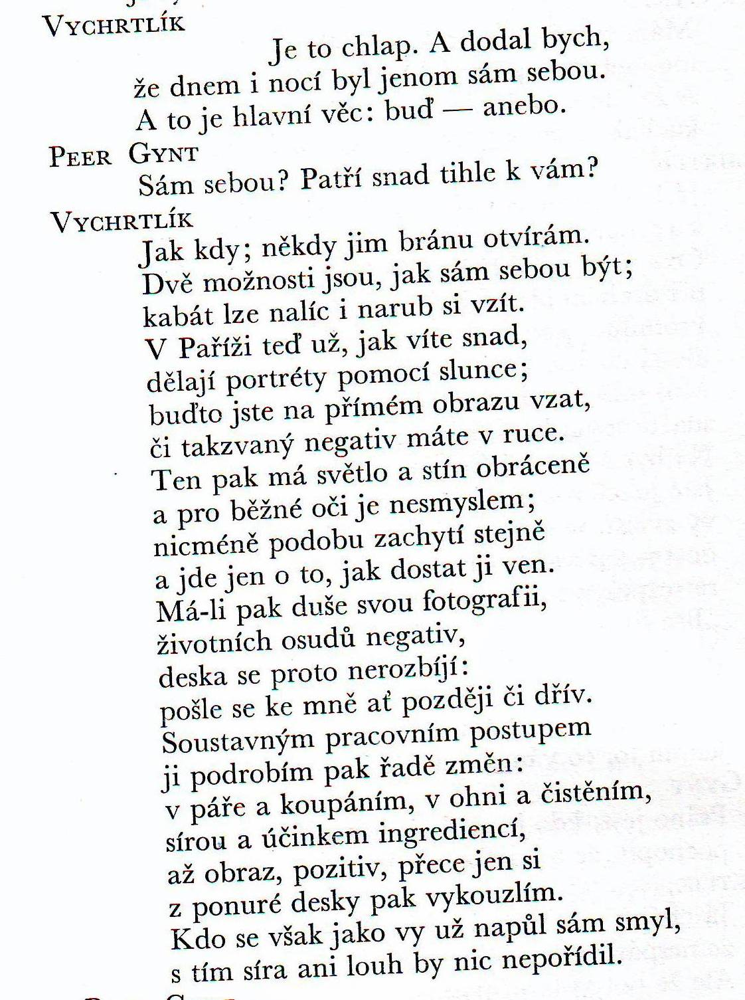 VYCHRTLÍK
Je to chlap. A dodal bych,
že dnem i nocí byl jenom sám sebou.
A to je hlavní věc: buď — anebo.
PEER GYNT
Sám sebou? Patří snad tihle k vám?
VYCHRTLÍK
Jak kdy; někdy jim bránu otvírám.
Dvě možnosti jsou, jak sám sebou být;
kabát lze nalíc i narub si vzít.
V Paříži teď už, jak víte snad,
dělají portréty pomocí slunce;
buďto jste na přímém obrazu vzat,
či takzvaný negativ máte v ruce.
Ten pak má světlo a stín obráceně
a pro běžné oči je nesmyslem;
nicméně podobu zachytí stejně
a jde jen o to, jak dostat ji ven.
Má-li pak duše svou fotografii,
životních osudů negativ,
deska se proto nerozbíjí:
pošle se ke mně ať později či dřív.
Soustavným pracovním postupem
ji podrobím pak řadě změn:
v páře a koupáním, v ohni a čistěním,
sírou a účinkem ingrediencí,
až obraz, pozitiv, přece jen si
z ponuré desky pak vykouzlím.
Kdo se však jako vy už napůl sám smyl,
s tím síra ani louh by nic nepořídil.